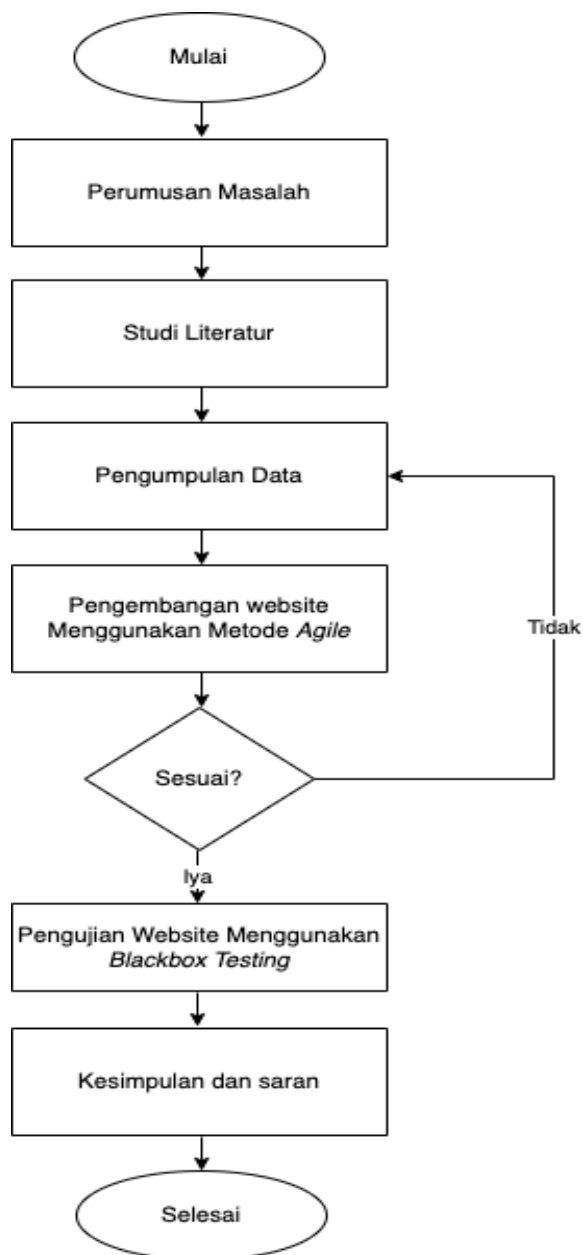 Mulai
Perumusan Masalah
Studi Literatur
Pengumpulan Data
Pengembangan website
Menggunakan Metode Agile
Tidak
Sesuai?
Iya
Pengujian Website Menggunakan
Blackbox Testing
Kesimpulan dan saran
Selesai